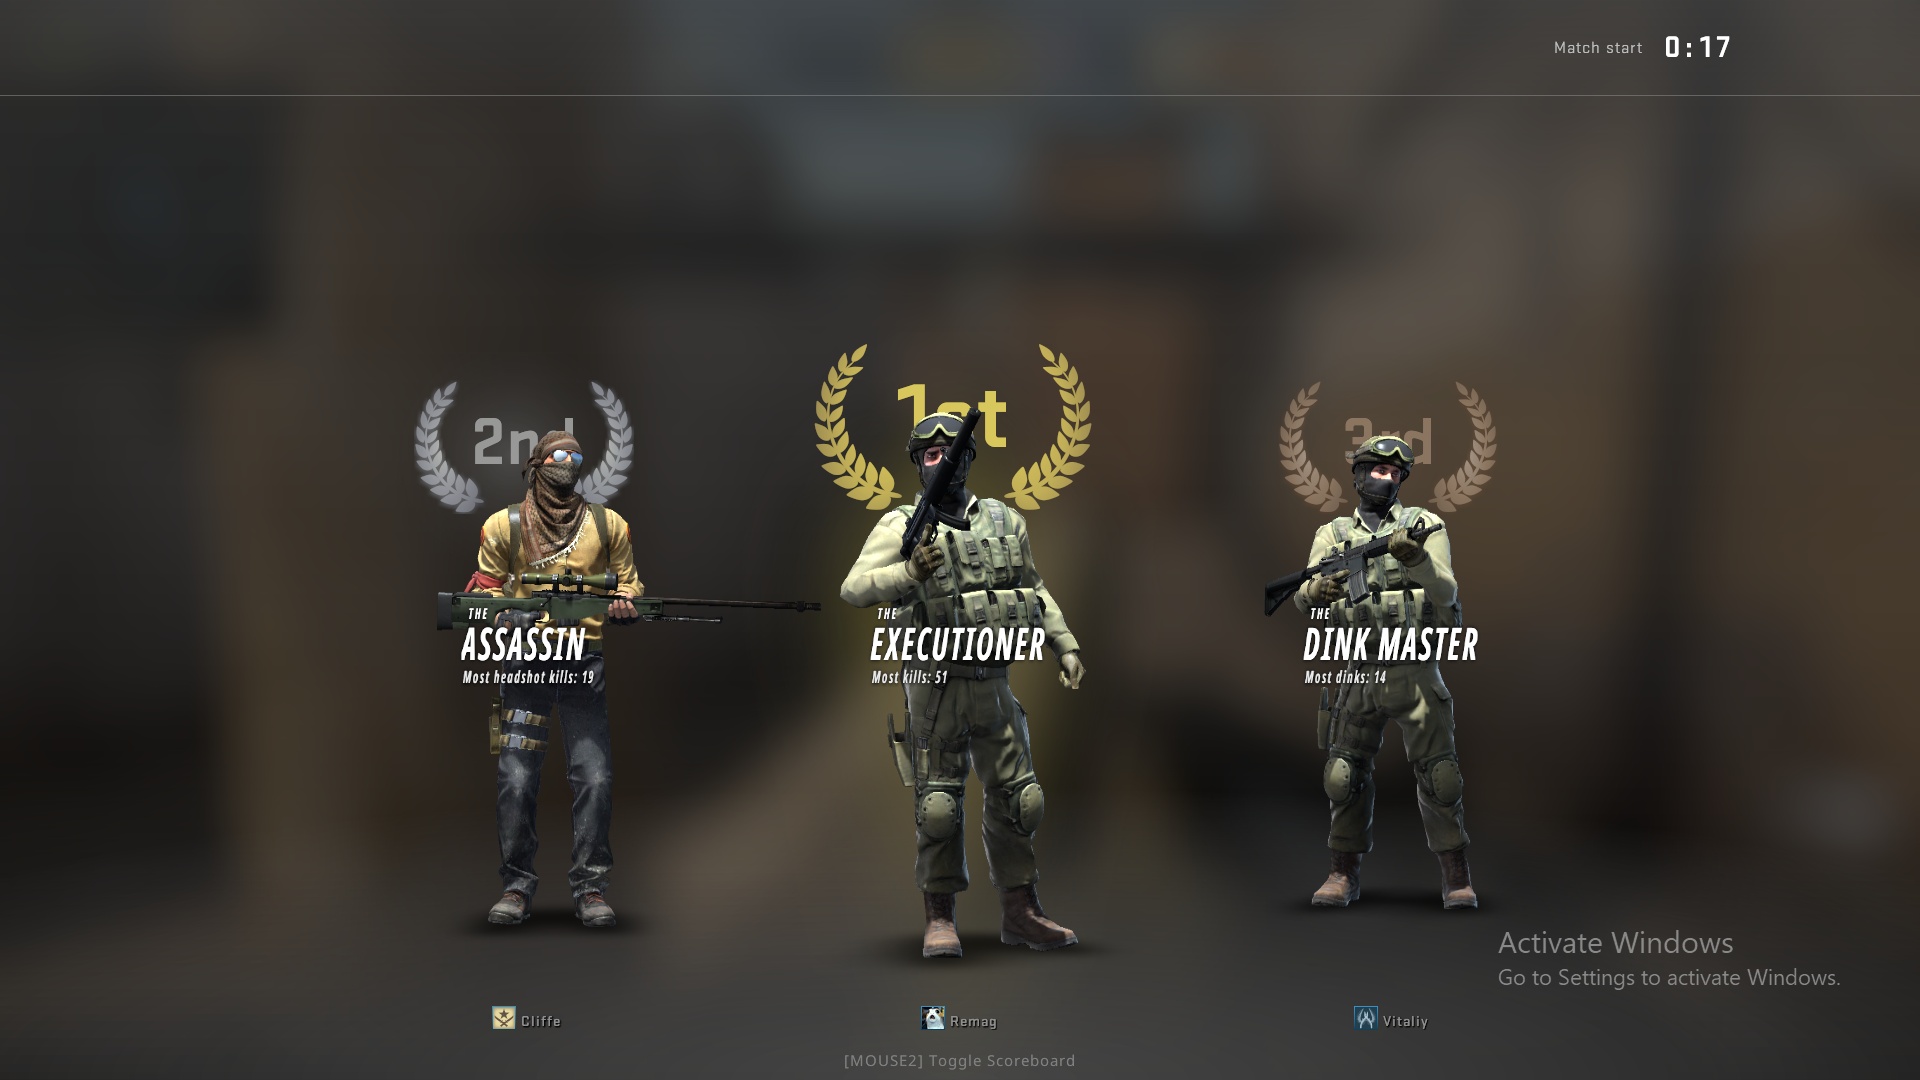 Match start 0:17
2nd
1st
3rd
THE
ASSASSIN
Most headshot kills: 19
THE
EXECUTIONER
Most kills: 51
THE
DINK MASTER
Most dinks: 14
Activate Windows
Go to Settings to activate Windows.
Cliffe
Remag
Vitaliy
[MOUSE2] Toggle Scoreboard